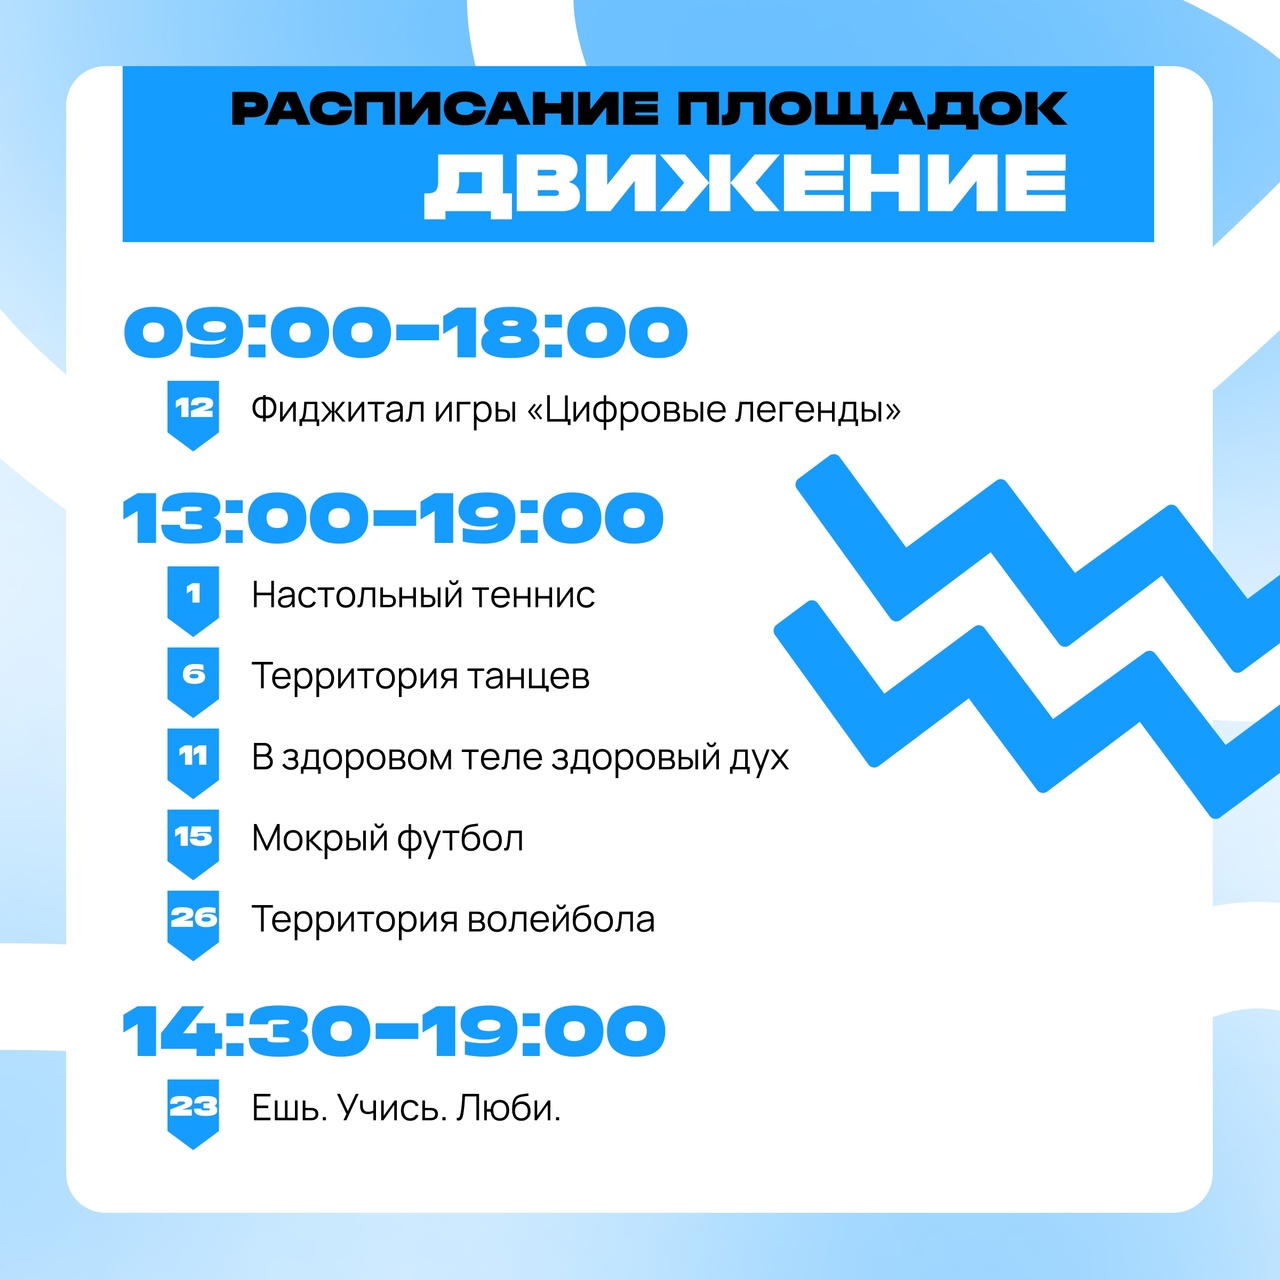 РАСПИСАНИЕ ПЛОЩАДОК
ДВИЖЕНИЕ
09:00–18:00
12 Фиджитал игры «Цифровые легенды»
13:00–19:00
1 Настольный теннис
6 Территория танцев
11 В здоровом теле здоровый дух
15 Мокрый футбол
26 Территория волейбола
14:30–19:00
23 Ешь. Учись. Люби.